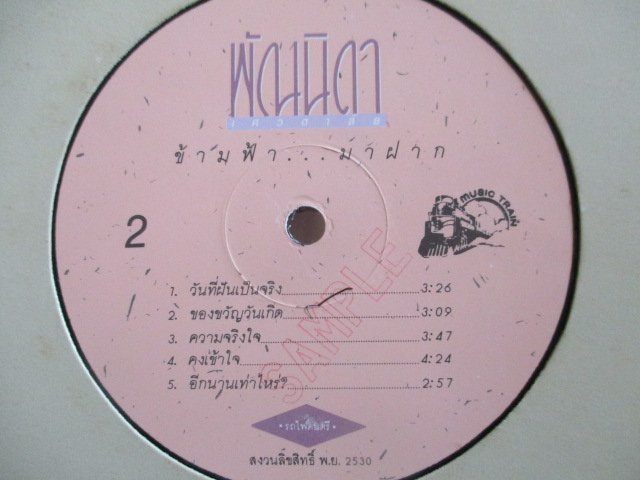 พัณนิดา
เศวตาสัย
ข้ามฟ้า...มาฝาก
2
MUSIC TRAIN
1. วันที่ฝันเป็นจริง 3:26
2. ของขวัญวันเกิด 3:09
3. ความจริงใจ 3:47
4. คงเข้าใจ 4:24
5. อีกนานเท่าไหร่? 2:57
SAMPLE
• รถไฟดนตรี •
สงวนลิขสิทธิ์ พ.ย. 2530